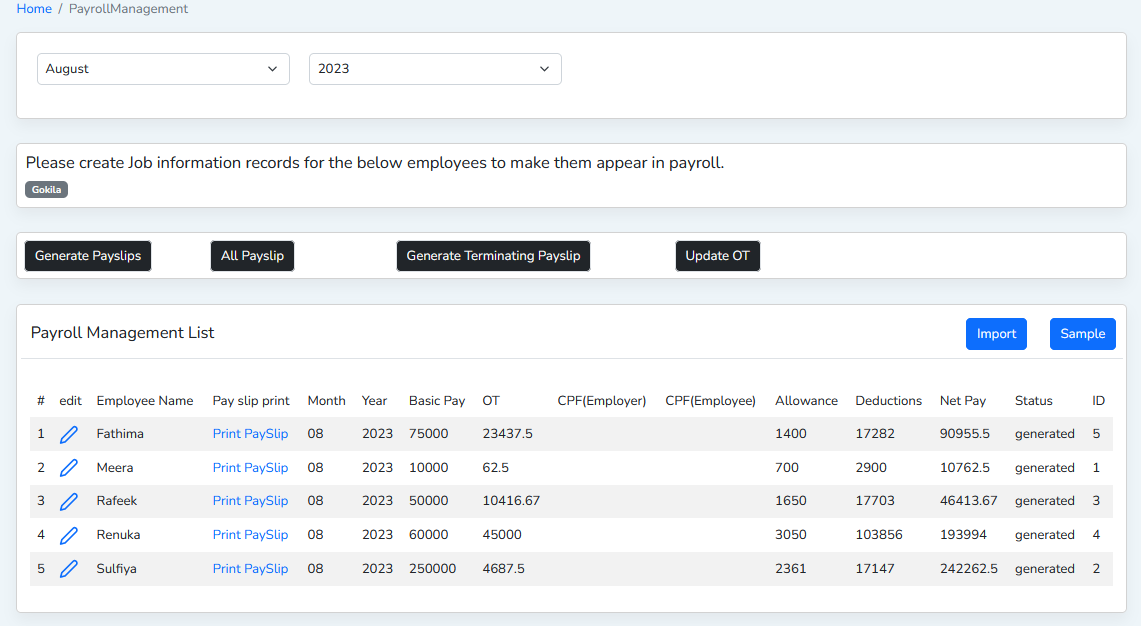 Home / PayrollManagement
August 2023
Please create Job information records for the below employees to make them appear in payroll.
Gokila
Generate Payslips All Payslip Generate Terminating Payslip Update OT
Payroll Management List Import Sample
# edit Employee Name Pay slip print Month Year Basic Pay OT CPF(Employer) CPF(Employee) Allowance Deductions Net Pay Status ID
1 Fathima Print PaySlip 08 2023 75000 23437.5 1400 17282 90955.5 generated 5
2 Meera Print PaySlip 08 2023 10000 62.5 700 2900 10762.5 generated 1
3 Rafeek Print PaySlip 08 2023 50000 10416.67 1650 17703 46413.67 generated 3
4 Renuka Print PaySlip 08 2023 60000 45000 3050 103856 193994 generated 4
5 Sulfiya Print PaySlip 08 2023 250000 4687.5 2361 17147 242262.5 generated 2